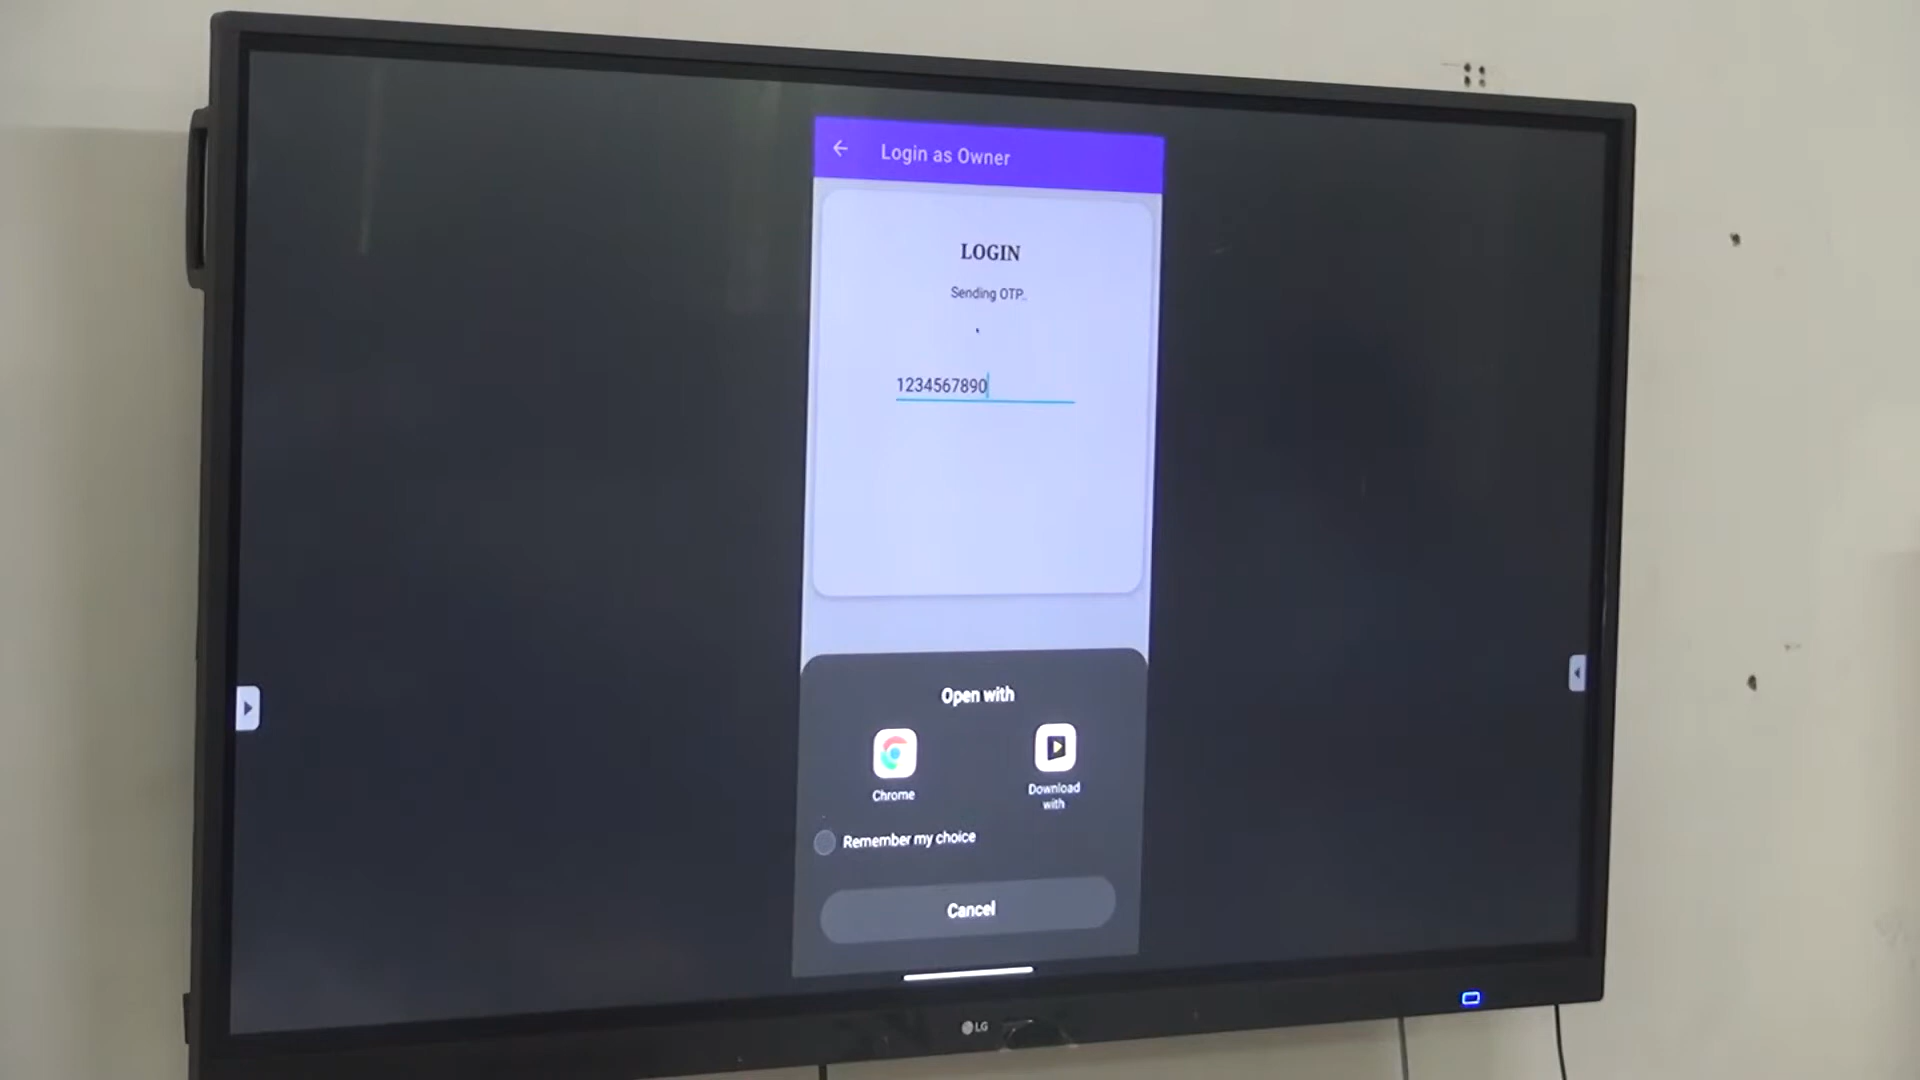 Login as Owner
LOGIN
Sending OTP..
1234567890
Open with
Chrome
Download
with
Remember my choice
Cancel
LG